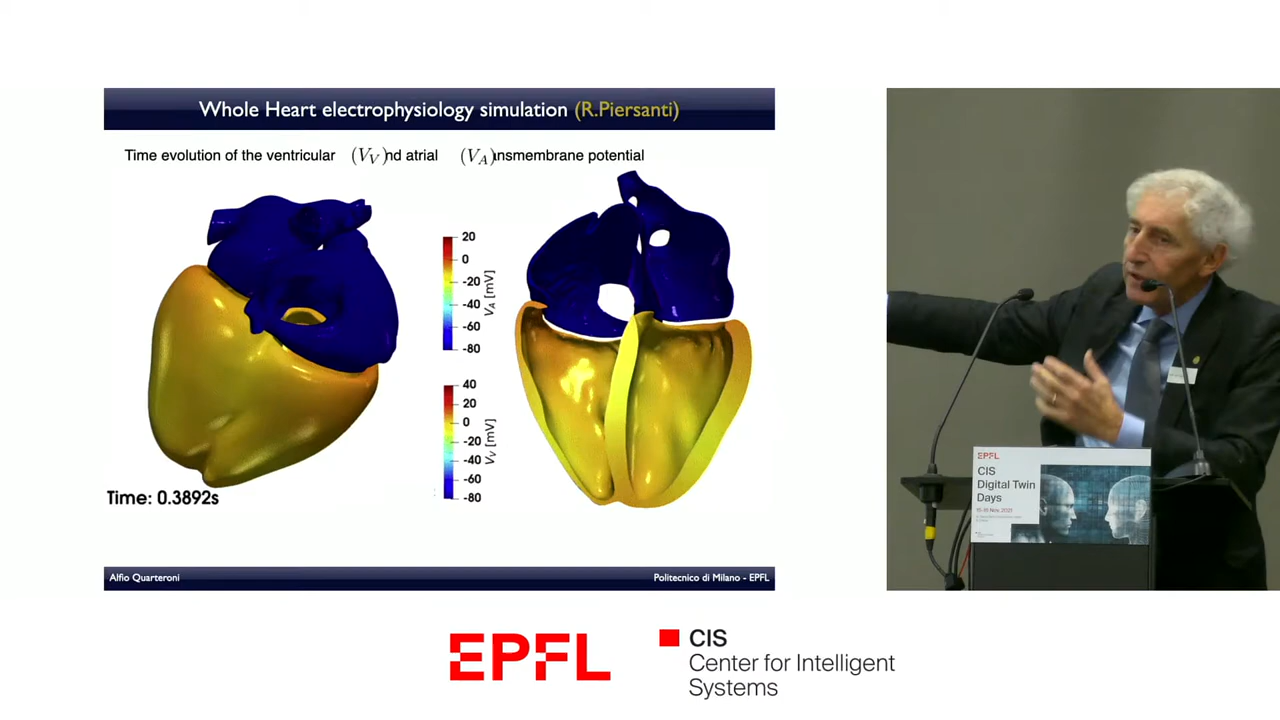 Whole Heart electrophysiology simulation (R.Piersanti)
Time evolution of the ventricular (V_V)nd atrial (V_A)ansmembrane potential
20
0
-20
-40
-60
-80
V_A [mV]
40
20
0
-20
-40
-60
-80
V_V [mV]
Time: 0.3892s
Alfio Quarteroni
Politecnico di Milano - EPFL
EPFL
CIS
Digital Twin
Days
EPFL
CIS
Center for Intelligent
Systems